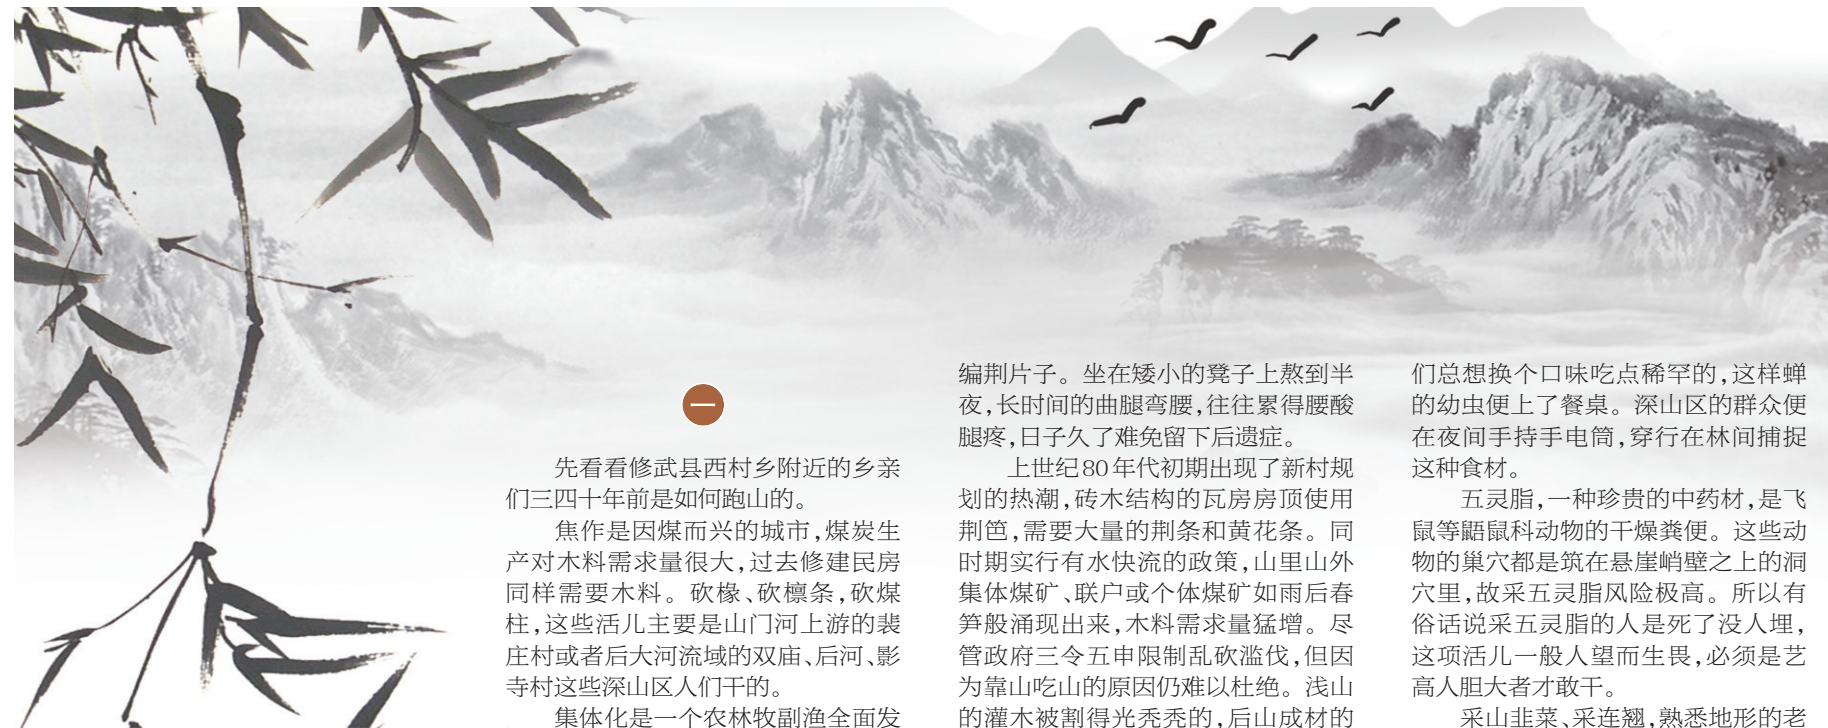 一
先看看修武县西村乡附近的乡亲
们三四十年前是如何跑山的。
焦作是因煤而兴的城市,煤炭生
产对木料需求量很大,过去修建民房
同样需要木料。砍椽、砍檩条,砍煤
柱,这些活儿主要是山门河上游的裴
庄村或者后大河流域的双庙、后河、影
寺村这些深山区人们干的。
集体化是一个农林牧副渔全面发
编荆片子。坐在矮小的凳子上熬到半
夜,长时间的曲腿弯腰,往往累得腰酸
腿疼,日子久了难免留下后遗症。
上世纪80年代初期出现了新村规
划的热潮,砖木结构的瓦房房顶使用
荆笆,需要大量的荆条和黄花条。同
时期实行有水快流的政策,山里山外
集体煤矿、联户或个体煤矿如雨后春
笋般涌现出来,木料需求量猛增。尽
管政府三令五申限制乱砍滥伐,但因
为靠山吃山的原因仍难以杜绝。浅山
的灌木被割得光秃秃的,后山成材的
们总想换个口味吃点稀罕的,这样蝉
的幼虫便上了餐桌。深山区的群众便
在夜间手持手电筒,穿行在林间捕捉
这种食材。
五灵脂,一种珍贵的中药材,是飞
鼠等鼯鼠科动物的干燥粪便。这些动
物的巢穴都是筑在悬崖峭壁之上的洞
穴里,故采五灵脂风险极高。所以有
俗话说采五灵脂的人是死了没人埋,
这项活儿一般人望而生畏,必须是艺
高人胆大者才敢干。
采山韭菜、采连翘,熟悉地形的老